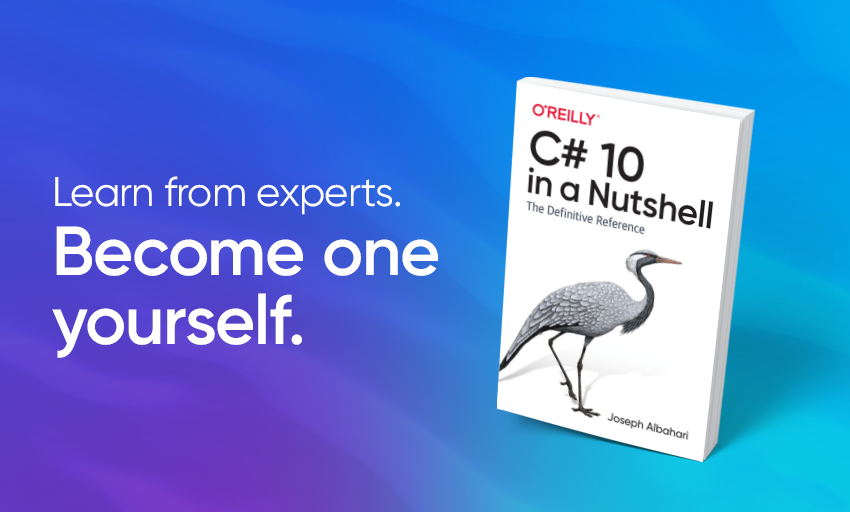 Learn from experts.
Become one
yourself.
O'REILLY®
C# 10
in a Nutshell
The Definitive Reference
Joseph Albahari